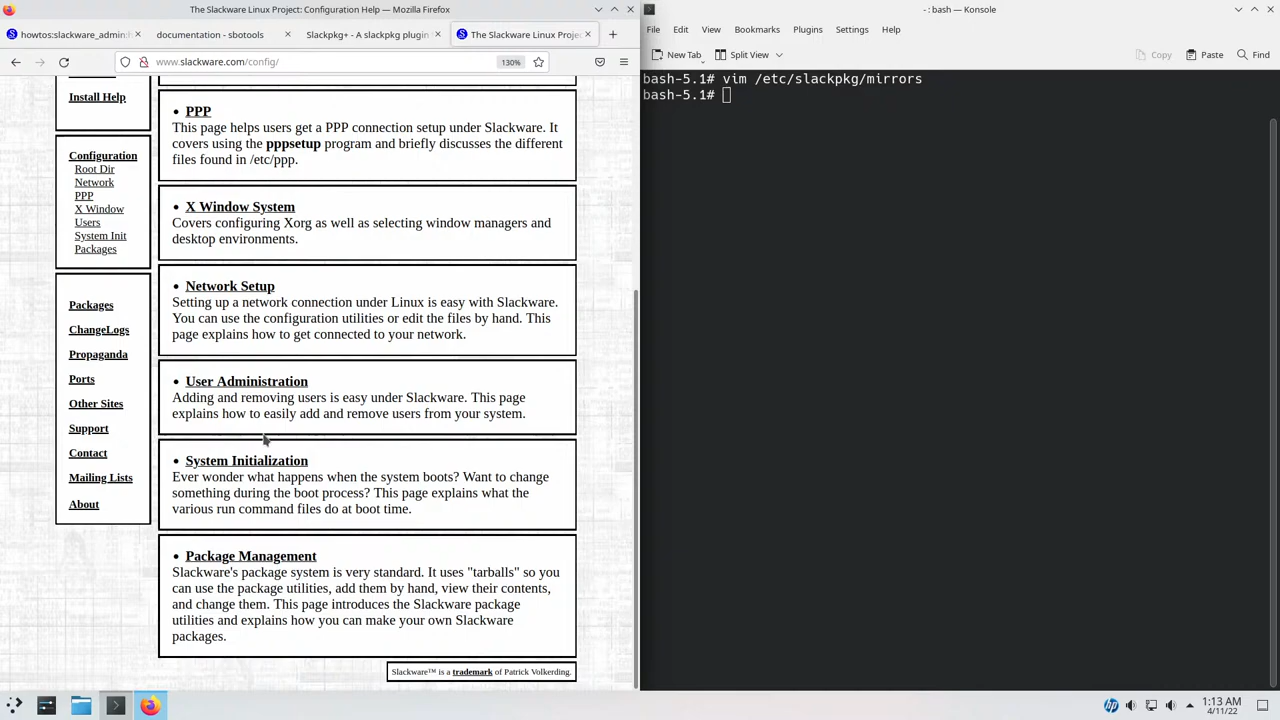 The Slackware Linux Project: Configuration Help — Mozilla Firefox
howtos:slackware_admin:
documentation - sbotools
Slackpkg+ - A slackpkg plugin
The Slackware Linux Projec
www.slackware.com/config/
130%
Install Help
Configuration
Root Dir
Network
PPP
X Window
Users
System Init
Packages
Packages
ChangeLogs
Propaganda
Ports
Other Sites
Support
Contact
Mailing Lists
About
• PPP
This page helps users get a PPP connection setup under Slackware. It
covers using the pppsetup program and briefly discusses the different
files found in /etc/ppp.
• X Window System
Covers configuring Xorg as well as selecting window managers and
desktop environments.
• Network Setup
Setting up a network connection under Linux is easy with Slackware.
You can use the configuration utilities or edit the files by hand. This
page explains how to get connected to your network.
• User Administration
Adding and removing users is easy under Slackware. This page
explains how to easily add and remove users from your system.
• System Initialization
Ever wonder what happens when the system boots? Want to change
something during the boot process? This page explains what the
various run command files do at boot time.
• Package Management
Slackware's package system is very standard. It uses "tarballs" so you
can use the package utilities, add them by hand, view their contents,
and change them. This page introduces the Slackware package
utilities and explains how you can make your own Slackware
packages.
Slackware™ is a trademark of Patrick Volkerding.
- : bash — Konsole
File Edit View Bookmarks Plugins Settings Help
New Tab Split View Copy Paste Find
bash-5.1# vim /etc/slackpkg/mirrors
bash-5.1#
hp
1:13 AM
4/11/22